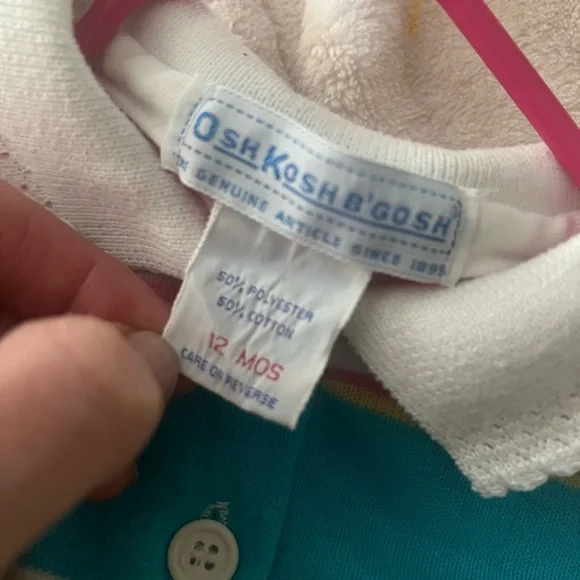 OSHKOSH B'GOSH
THE GENUINE ARTICLE SINCE 1895
50% POLYESTER
50% COTTON
12 MOS
CARE ON REVERSE